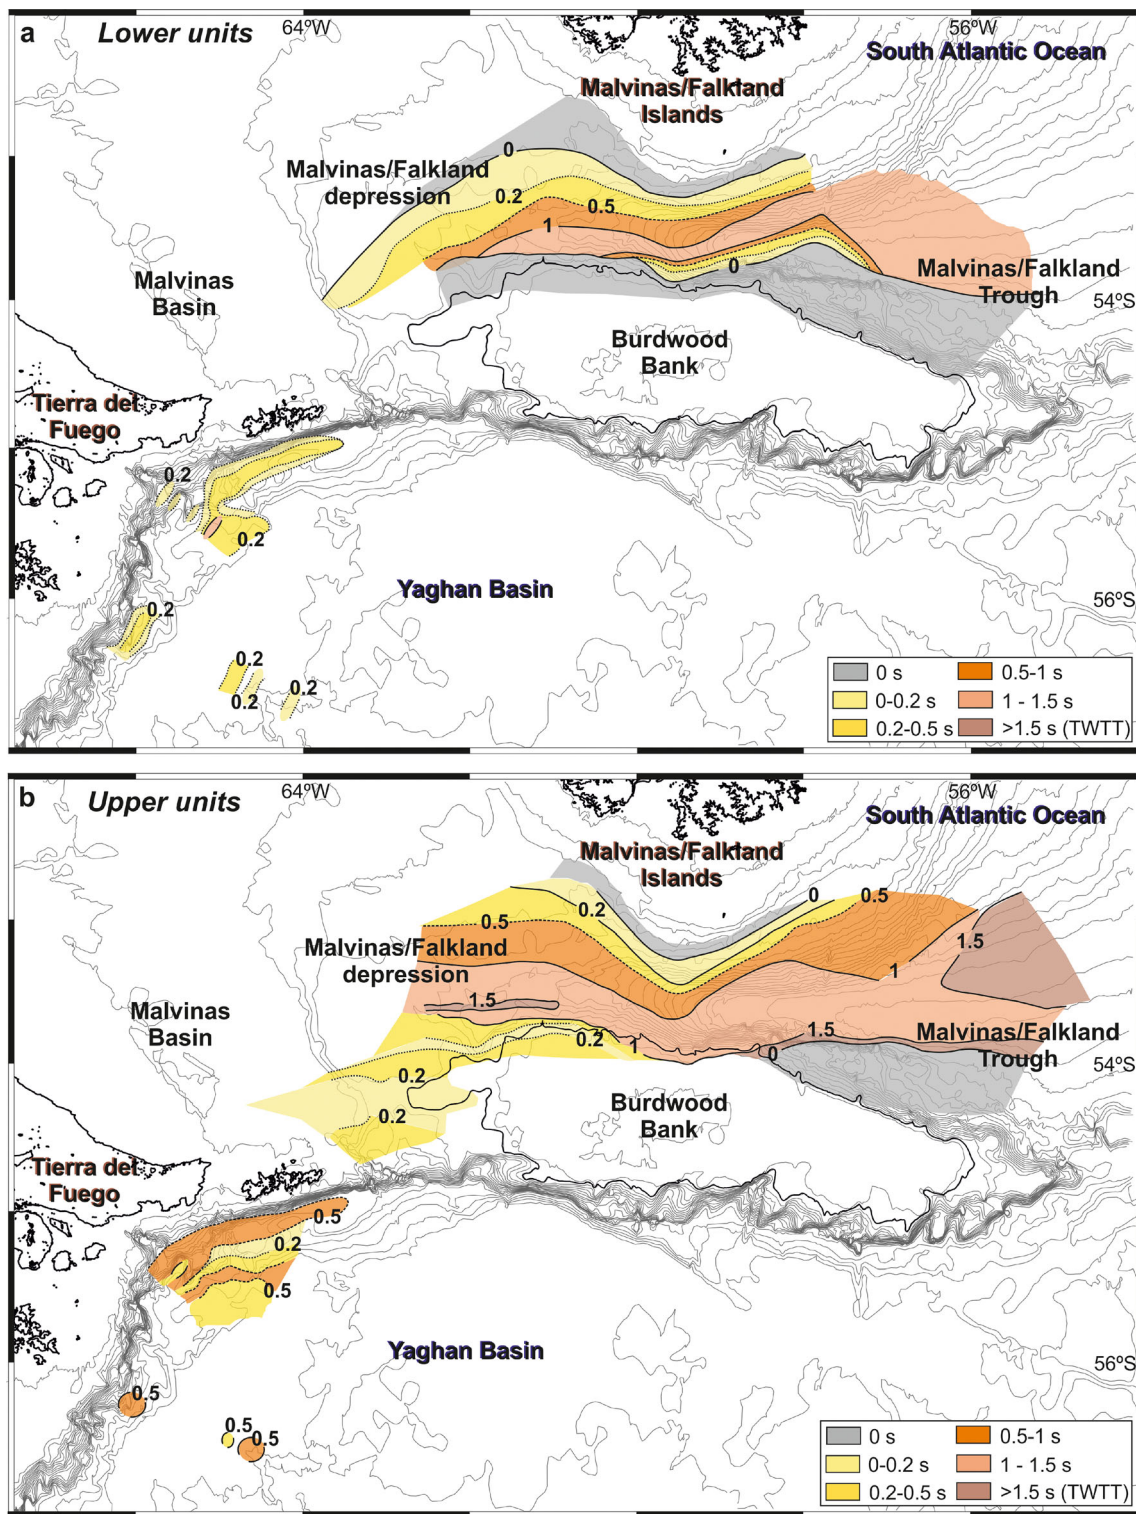 a
Lower units
64ºW
56ºW
South Atlantic Ocean
Malvinas/Falkland
Islands
0
Malvinas/Falkland
depression
0.2
0.5
1
0
Malvinas
Basin
Malvinas/Falkland
Trough
54ºS
Burdwood
Bank
Tierra del
Fuego
0.2
0.2
Yaghan Basin
56ºS
0.2
0.2
0.2
0.2
0 s
0.5-1 s
0-0.2 s
1 - 1.5 s
0.2-0.5 s
>1.5 s (TWTT)
b
Upper units
64ºW
56ºW
South Atlantic Ocean
Malvinas/Falkland
Islands
0
0.5
0.2
0.5
1.5
Malvinas/Falkland
depression
1
1.5
Malvinas
Basin
1.5
Malvinas/Falkland
Trough
0.2
1
0
54ºS
0.2
0.2
Burdwood
Bank
Tierra del
Fuego
0.5
0.2
0.5
Yaghan Basin
56ºS
0.5
0.5
0.5
0 s
0.5-1 s
0-0.2 s
1 - 1.5 s
0.2-0.5 s
>1.5 s (TWTT)